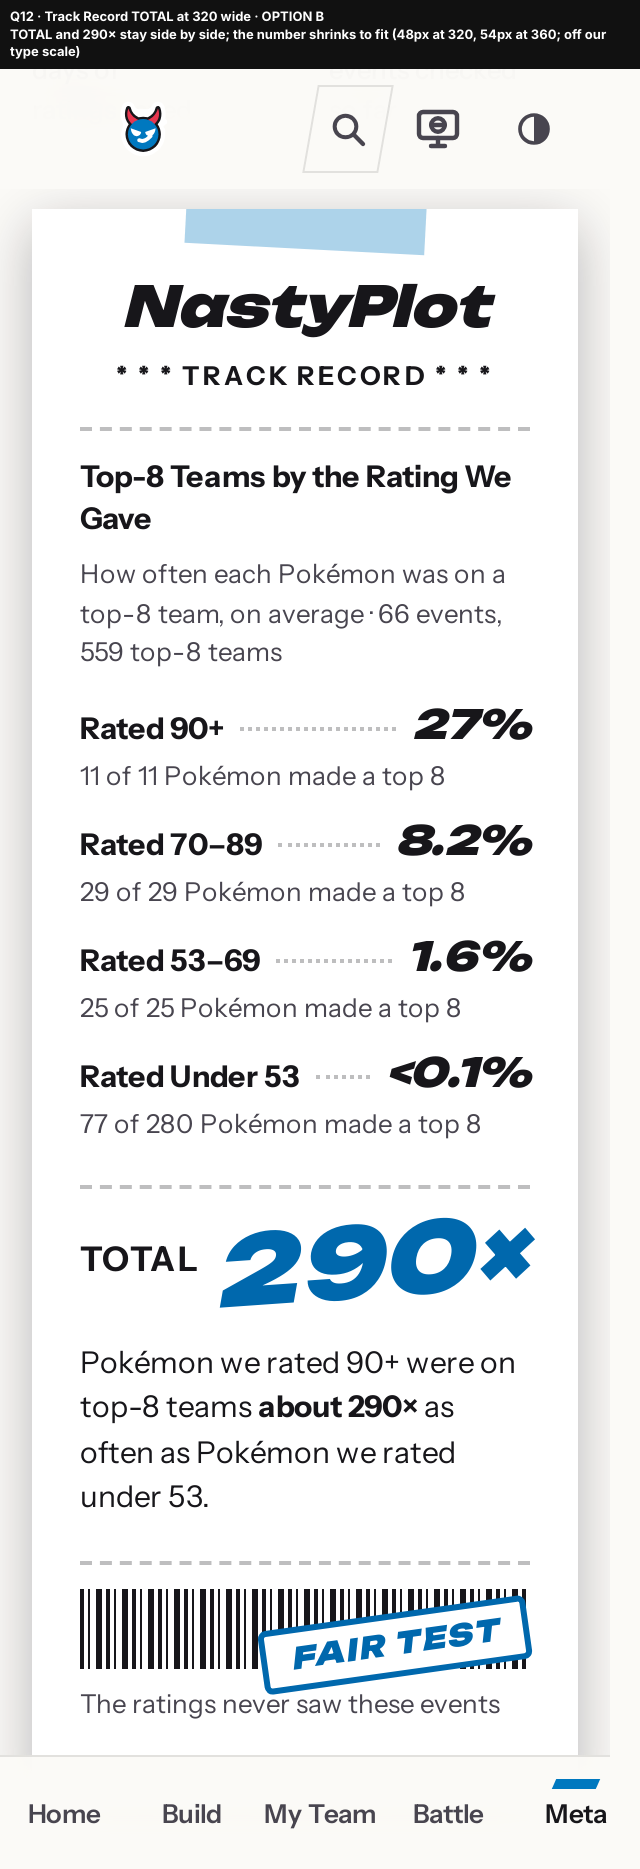 Q12 · Track Record TOTAL at 320 wide · OPTION B
TOTAL and 290× stay side by side; the number shrinks to fit (48px at 320, 54px at 360; off our
type scale)
days of events checked
NastyPlot
* * * TRACK RECORD * * *
Top-8 Teams by the Rating We
Gave
How often each Pokémon was on a
top-8 team, on average · 66 events,
559 top-8 teams
Rated 90+ 27%
11 of 11 Pokémon made a top 8
Rated 70–89 8.2%
29 of 29 Pokémon made a top 8
Rated 53–69 1.6%
25 of 25 Pokémon made a top 8
Rated Under 53 <0.1%
77 of 280 Pokémon made a top 8
TOTAL 290×
Pokémon we rated 90+ were on
top-8 teams about 290× as
often as Pokémon we rated
under 53.
FAIR TEST
The ratings never saw these events
Home Build My Team Battle Meta